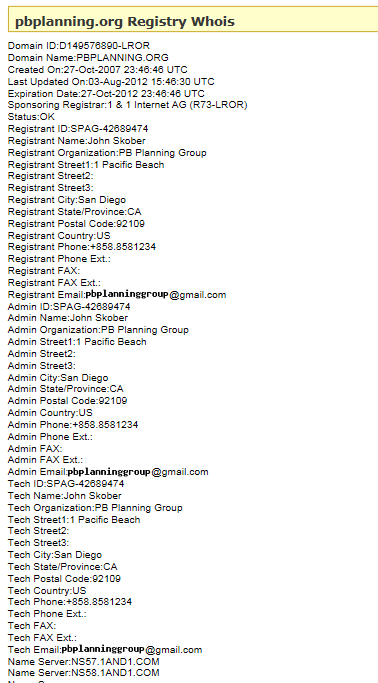 pbplanning.org Registry Whois
Domain ID:D149576890-LROR
Domain Name:PBPLANNING.ORG
Created On:27-Oct-2007 23:46:46 UTC
Last Updated On:03-Aug-2012 15:46:30 UTC
Expiration Date:27-Oct-2012 23:46:46 UTC
Sponsoring Registrar:1 & 1 Internet AG (R73-LROR)
Status:OK
Registrant ID:SPAG-42689474
Registrant Name:John Skober
Registrant Organization:PB Planning Group
Registrant Street1:1 Pacific Beach
Registrant Street2:
Registrant Street3:
Registrant City:San Diego
Registrant State/Province:CA
Registrant Postal Code:92109
Registrant Country:US
Registrant Phone:+858.8581234
Registrant Phone Ext.:
Registrant FAX:
Registrant FAX Ext.:
Registrant Email:pbplanninggroup@gmail.com
Admin ID:SPAG-42689474
Admin Name:John Skober
Admin Organization:PB Planning Group
Admin Street1:1 Pacific Beach
Admin Street2:
Admin Street3:
Admin City:San Diego
Admin State/Province:CA
Admin Postal Code:92109
Admin Country:US
Admin Phone:+858.8581234
Admin Phone Ext.:
Admin FAX:
Admin FAX Ext.:
Admin Email:pbplanninggroup@gmail.com
Tech ID:SPAG-42689474
Tech Name:John Skober
Tech Organization:PB Planning Group
Tech Street1:1 Pacific Beach
Tech Street2:
Tech Street3:
Tech City:San Diego
Tech State/Province:CA
Tech Postal Code:92109
Tech Country:US
Tech Phone:+858.8581234
Tech Phone Ext.:
Tech FAX:
Tech FAX Ext.:
Tech Email:pbplanninggroup@gmail.com
Name Server:NS57.1AND1.COM
Name Server:NS58.1AND1.COM